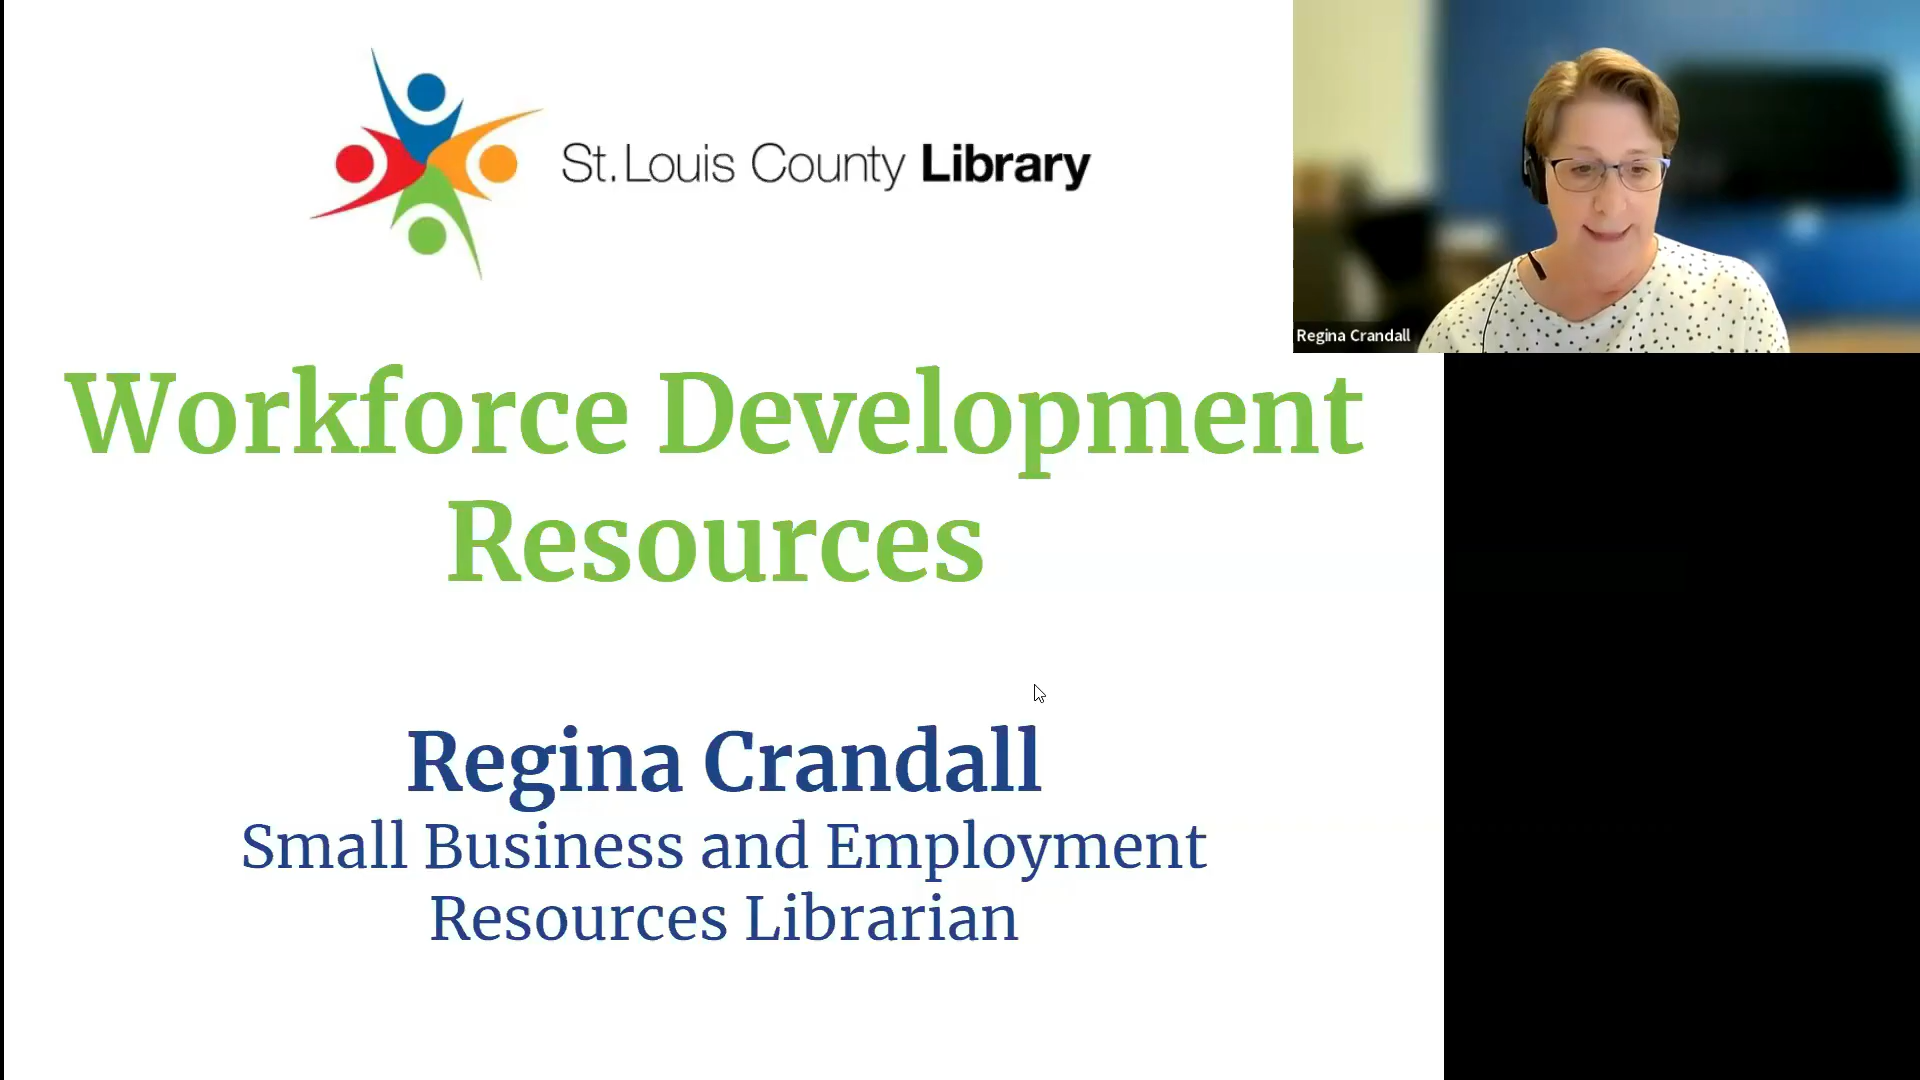 St. Louis County Library
Regina Crandall
Workforce Development
Resources
Regina Crandall
Small Business and Employment
Resources Librarian